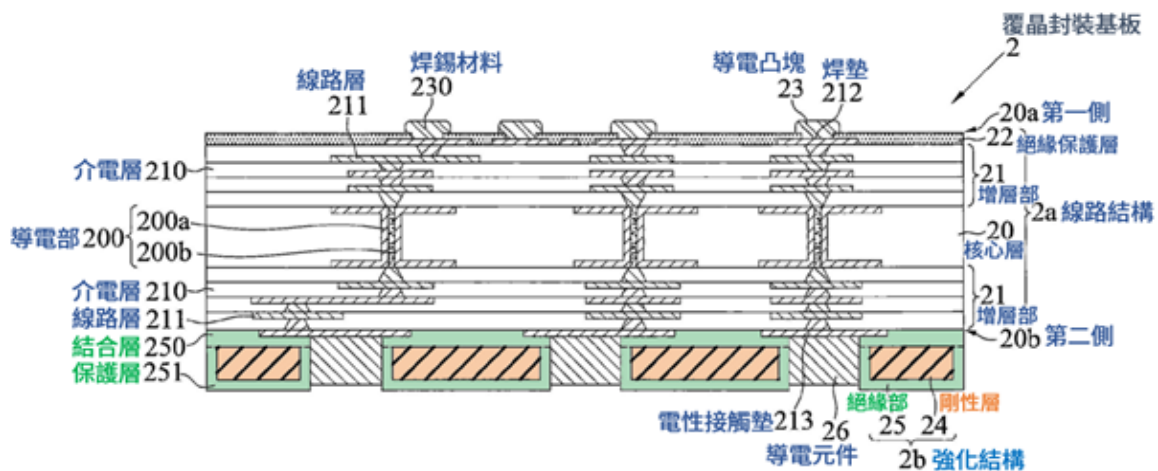 覆晶封裝基板
2
焊錫材料
230
導電凸塊
23
焊墊
212
線路層
211
20a 第一側
22
絕緣保護層
介電層 210
21
增層部
200a
導電部 200
200b
2a 線路結構
20
核心層
介電層 210
21
線路層 211
增層部
20b 第二側
結合層 250
保護層 251
絕緣部
25
剛性層
24
電性接觸墊 213
26
導電元件
2b 強化結構